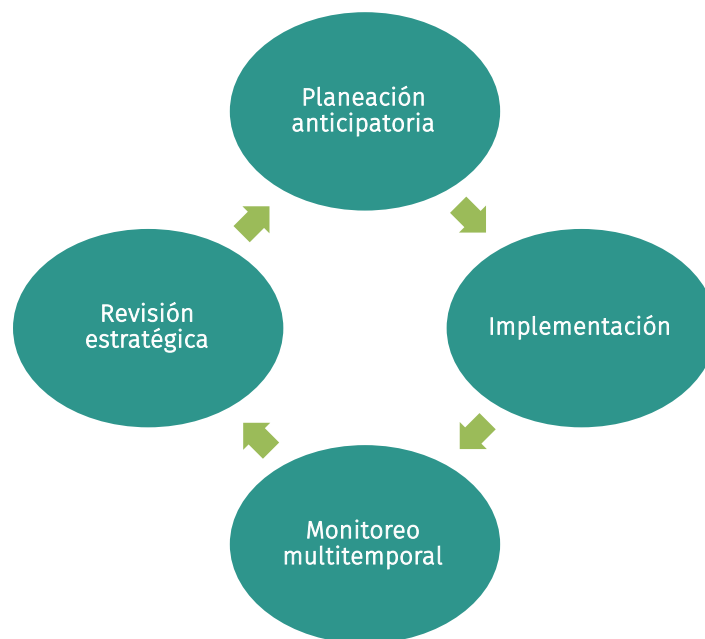 Planeación
anticipatoria
Implementación
Monitoreo
multitemporal
Revisión
estratégica